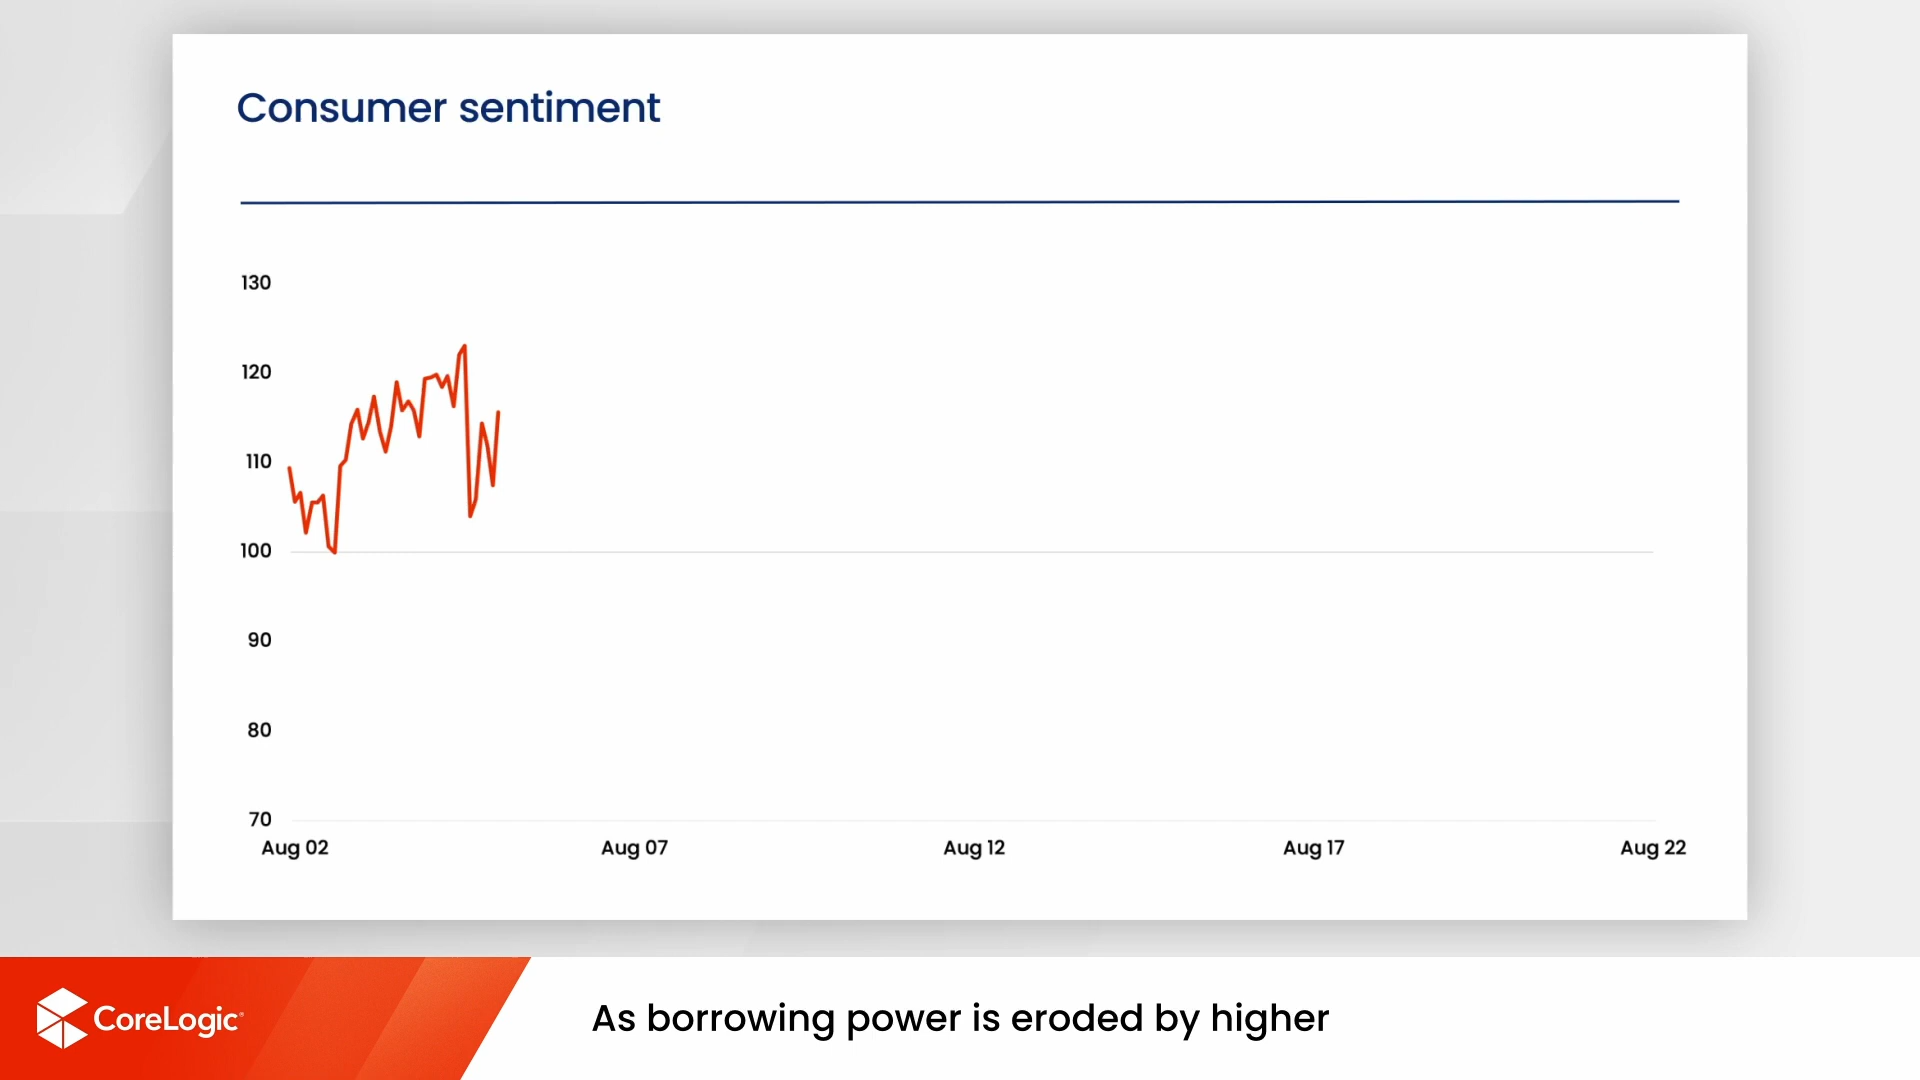 Consumer sentiment
130
120
110
100
90
80
70
Aug 02
Aug 07
Aug 12
Aug 17
Aug 22
CoreLogic
As borrowing power is eroded by higher